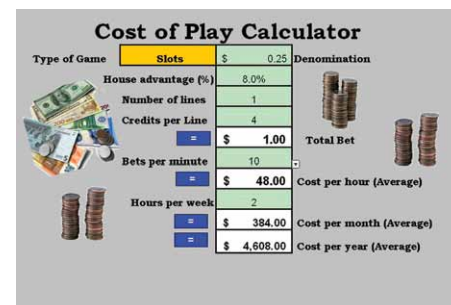 Cost of Play Calculator
Type of Game Slots $ 0.25 Denomination
House advantage (%) 8.0%
Number of lines 1
Credits per Line 4
= $ 1.00 Total Bet
Bets per minute 10
= $ 48.00 Cost per hour (Average)
Hours per week 2
= $ 384.00 Cost per month (Average)
= $ 4,608.00 Cost per year (Average)